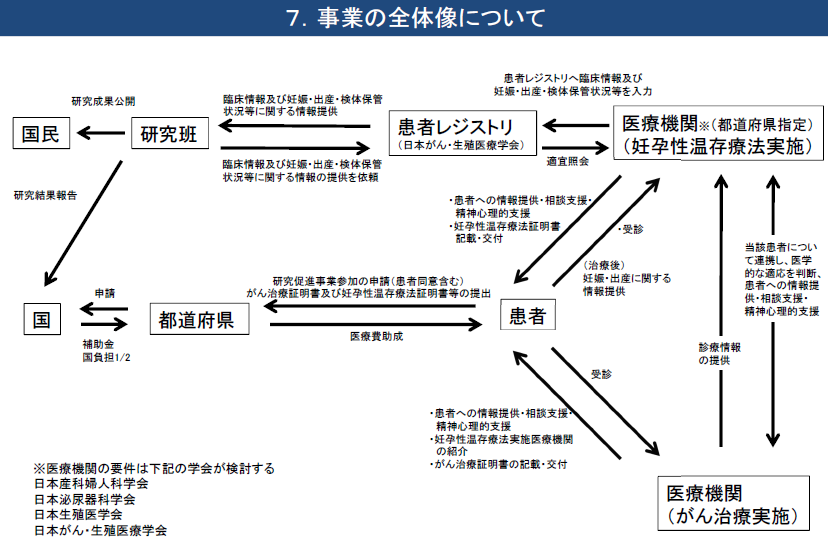 ７．事業の全体像について
患者レジストリへ臨床情報及び
妊娠・出産・検体保管状況等を入力
研究成果公開
臨床情報及び妊娠・出産・検体保管
状況等に関する情報提供
国民
研究班
患者レジストリ
（日本がん・生殖医療学会）
医療機関※（都道府県指定）
（妊孕性温存療法実施）
適宜照会
臨床情報及び妊娠・出産・検体保管
状況等に関する情報の提供を依頼
研究結果報告
・患者への情報提供・相談支援・
精神心理的支援
・妊孕性温存療法証明書
記載・交付
・受診
（治療後）
妊娠・出産に関する
情報提供
当該患者につい
て連携し、医学
的な適応を判断、
患者への情報提
供・相談支援・
精神心理的支援
研究促進事業参加の申請（患者同意含む）
がん治療証明書及び妊孕性温存療法証明書等の提出
申請
国
都道府県
患者
補助金
国負担1/2
医療費助成
診療情報
の提供
受診
・患者への情報提供・相談支援・
精神心理的支援
・妊孕性温存療法実施医療機関
の紹介
・がん治療証明書の記載・交付
※医療機関の要件は下記の学会が検討する
日本産科婦人科学会
日本泌尿器科学会
日本生殖医学会
日本がん・生殖医療学会
医療機関
（がん治療実施）